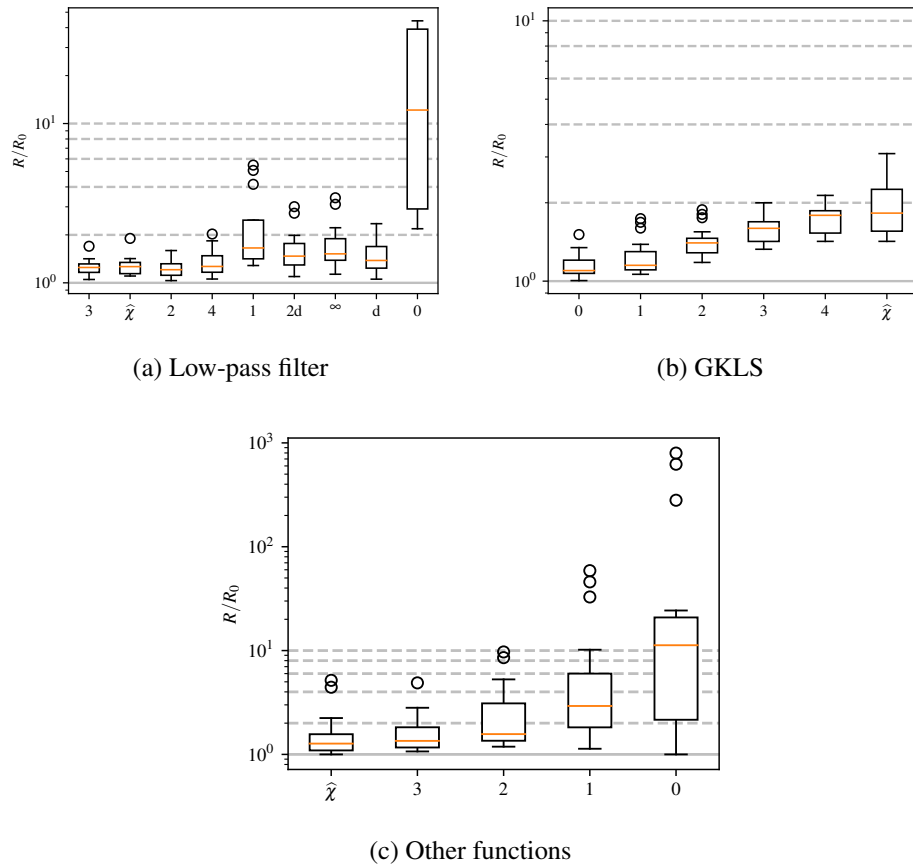 R/R₀
10¹
10⁰
3 χ̂ 2 4 1 2d ∞ d 0
(a) Low-pass filter
R/R₀
10¹
10⁰
0 1 2 3 4 χ̂
(b) GKLS
R/R₀
10³
10²
10¹
10⁰
χ̂ 3 2 1 0
(c) Other functions